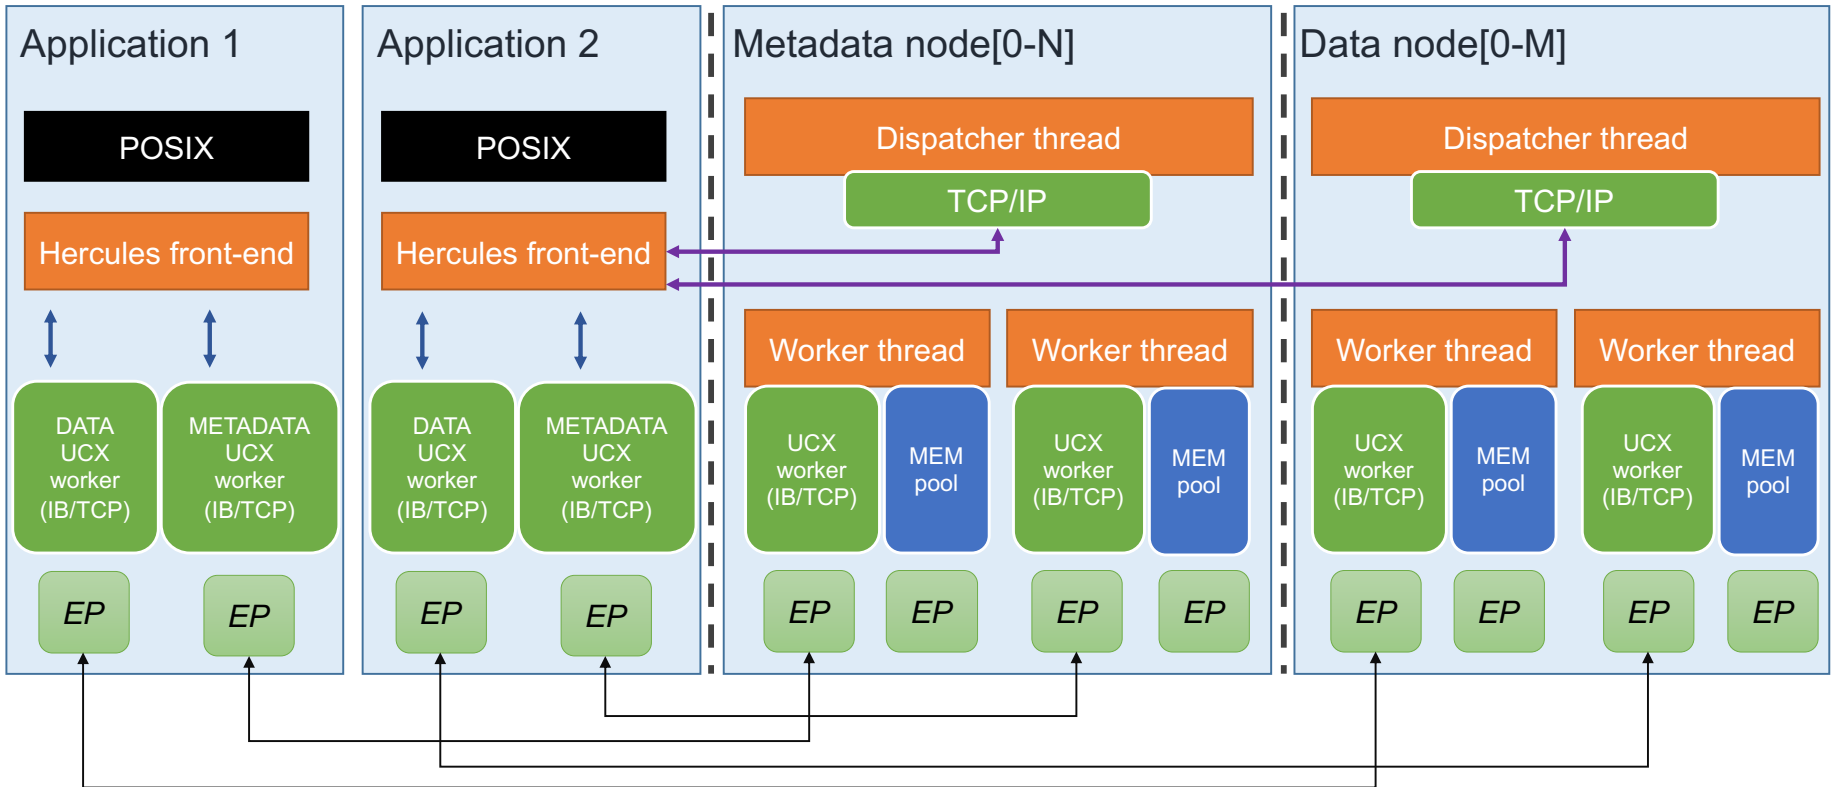 Application 1
POSIX
Hercules front-end
DATA
UCX
worker
(IB/TCP)
METADATA
UCX
worker
(IB/TCP)
EP
EP
Application 2
POSIX
Hercules front-end
DATA
UCX
worker
(IB/TCP)
METADATA
UCX
worker
(IB/TCP)
EP
EP
Metadata node[0-N]
Dispatcher thread
TCP/IP
Worker thread
UCX
worker
(IB/TCP)
MEM
pool
Worker thread
UCX
worker
(IB/TCP)
MEM
pool
EP
EP
EP
EP
Data node[0-M]
Dispatcher thread
TCP/IP
Worker thread
UCX
worker
(IB/TCP)
MEM
pool
Worker thread
UCX
worker
(IB/TCP)
MEM
pool
EP
EP
EP
EP